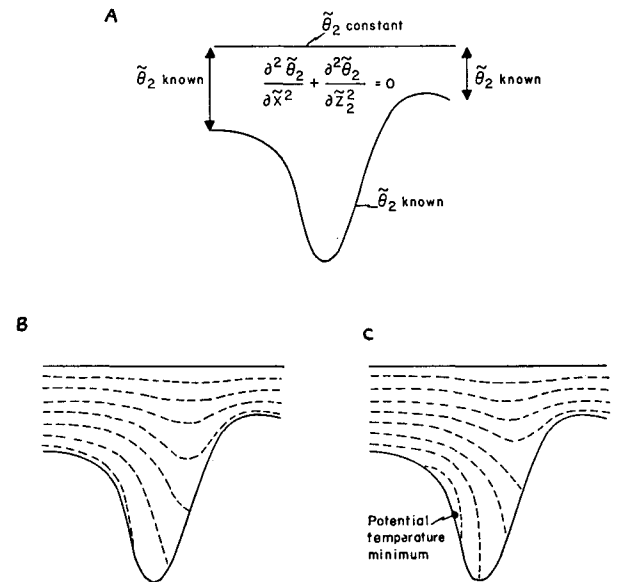 A
θ̃₂ constant
θ̃₂ known
∂²θ̃₂/∂x̃² + ∂²θ̃₂/∂z̃₂² = 0
θ̃₂ known
θ̃₂ known
B
C
Potential
temperature
minimum